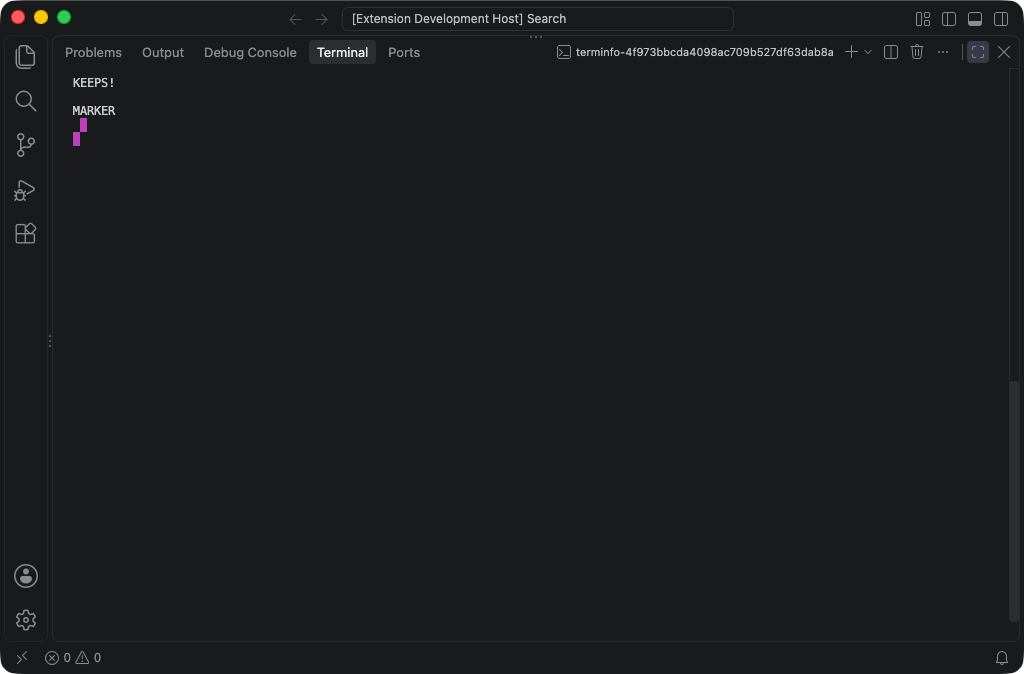 [Extension Development Host] Search
Problems Output Debug Console Terminal Ports terminfo-4f973bbcda4098ac709b527df63dab8a
KEEPS!
MARKER
0 0